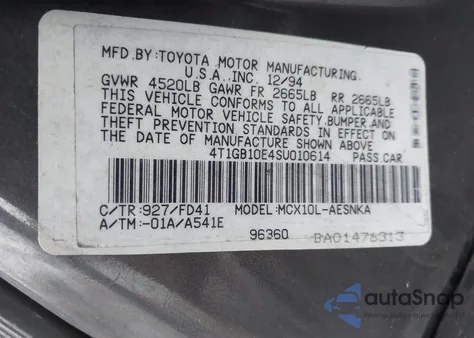 MFD.BY:TOYOTA MOTOR MANUFACTURING,
U.S.A.,INC. 12/94
GVWR 4520LB GAWR FR 2665LB RR 2665LB
THIS VEHICLE CONFORMS TO ALL APPLICABLE
FEDERAL MOTOR VEHICLE SAFETY,BUMPER AND
THEFT PREVENTION STANDARDS IN EFFECT ON
THE DATE OF MANUFACTURE SHOWN ABOVE
4T1GB10E4SU010614 PASS.CAR
C/TR:927/FD41 MODEL:MCX10L-AESNKA
A/TM:-01A/A541E
96360 BA01476313
autoSnap